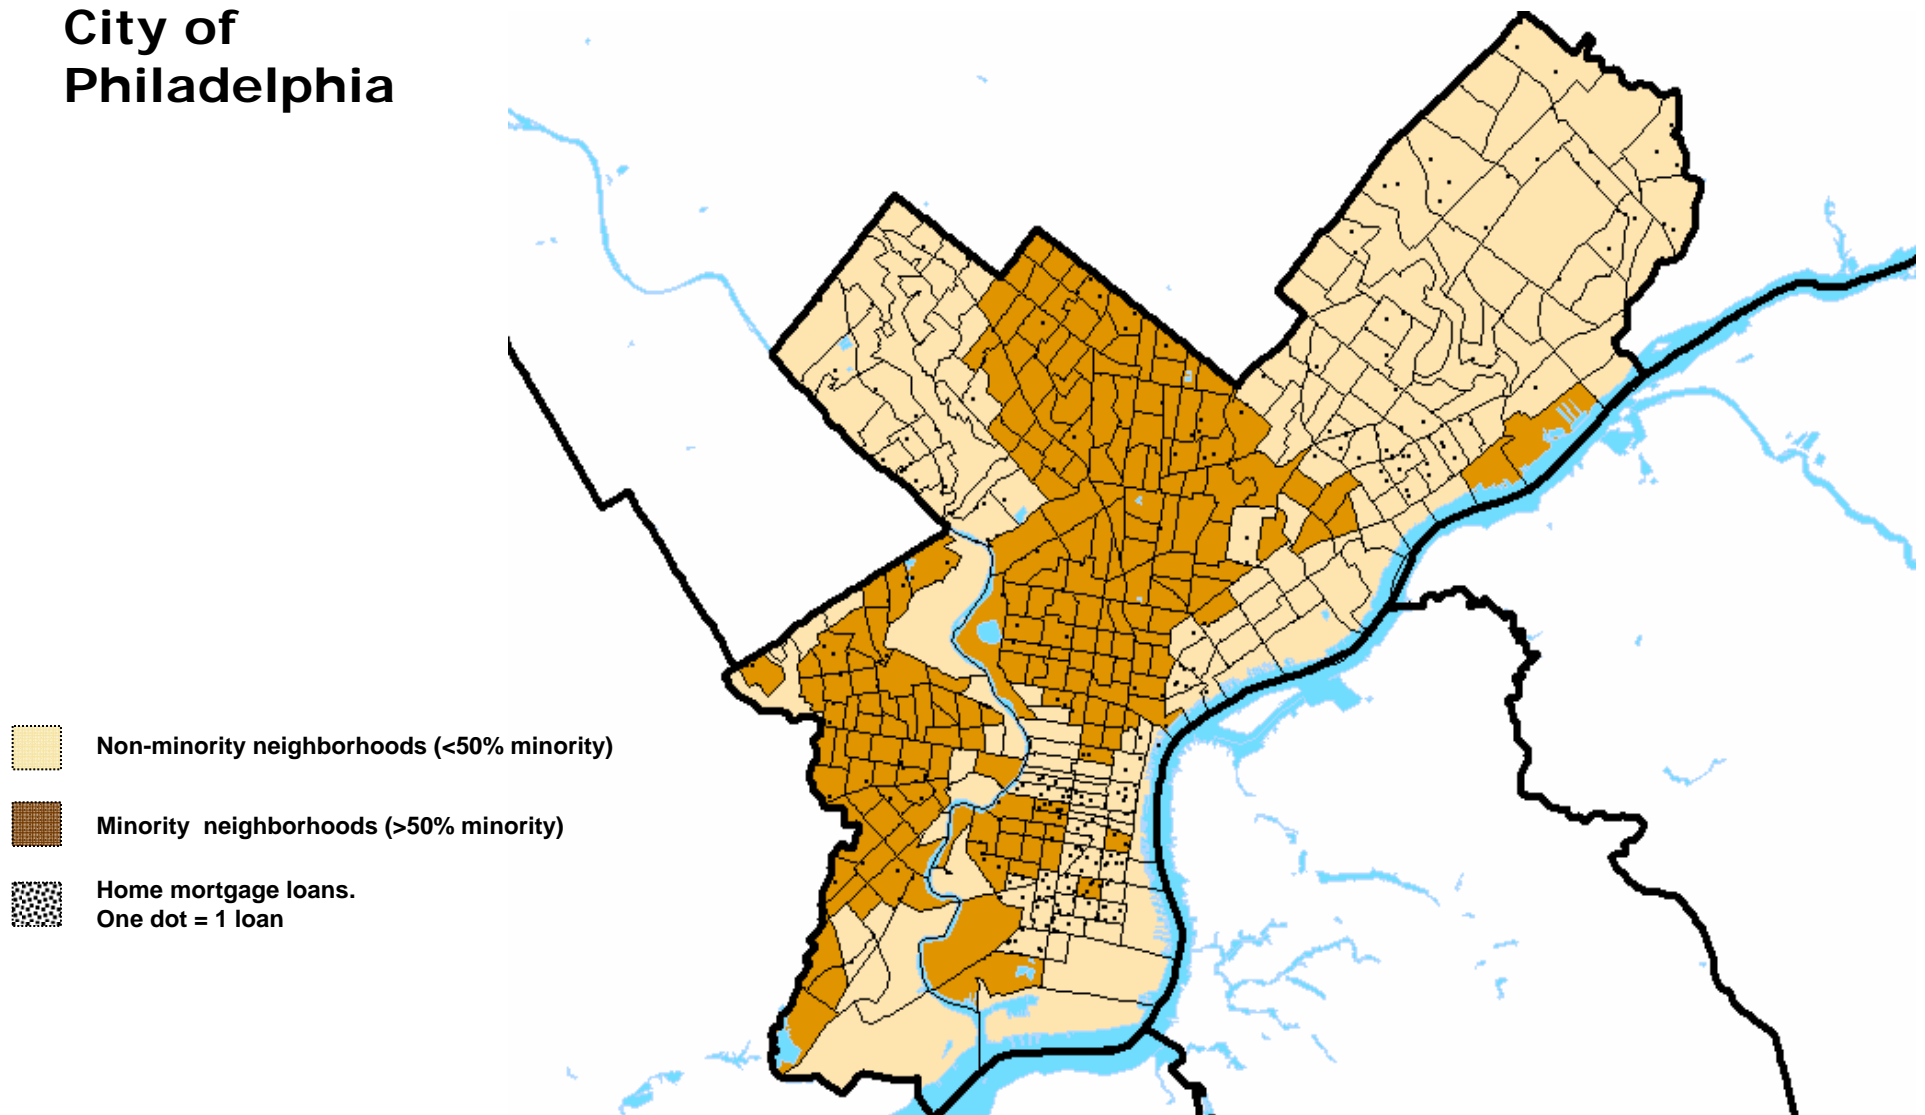 City of
Philadelphia
Non-minority neighborhoods (<50% minority)
Minority neighborhoods (>50% minority)
Home mortgage loans.
One dot = 1 loan